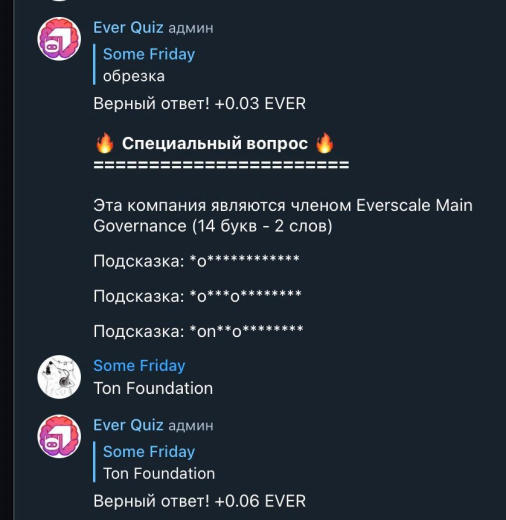 Ever Quiz админ
Some Friday
обрезка
Верный ответ! +0.03 EVER
🔥 Специальный вопрос 🔥
=======================
Эта компания являются членом Everscale Main
Governance (14 букв - 2 слов)
Подсказка: *o************
Подсказка: *o***o********
Подсказка: *on**o********
Some Friday
Ton Foundation
Ever Quiz админ
Some Friday
Ton Foundation
Верный ответ! +0.06 EVER